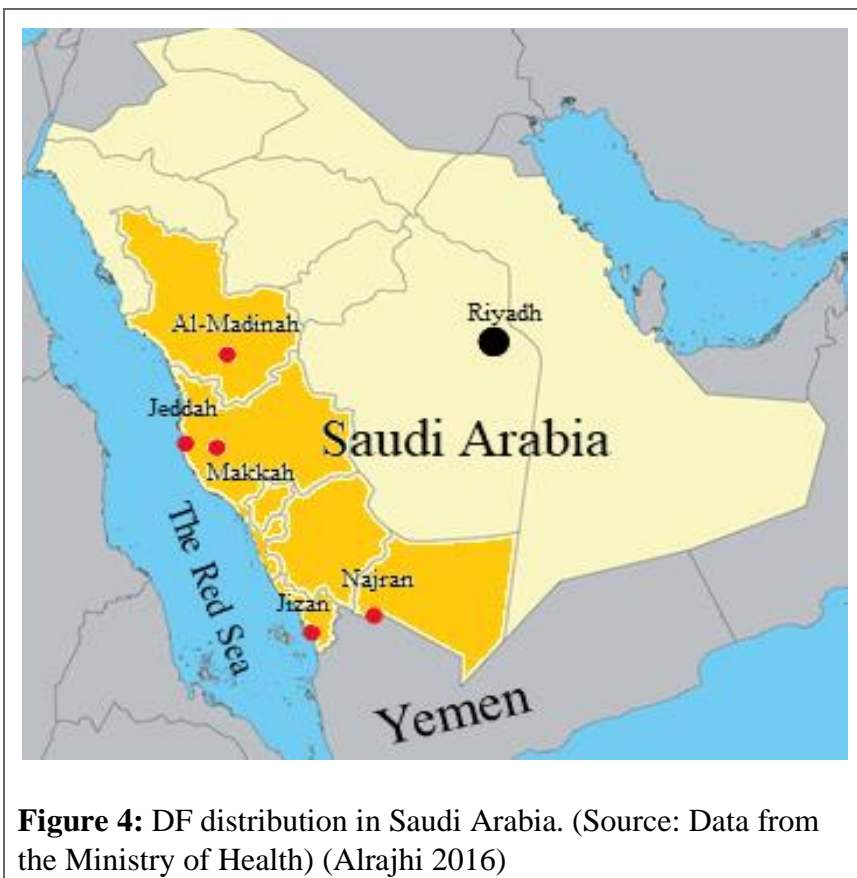 Riyadh
Al-Madinah
Jeddah
Saudi Arabia
Makkah
The Red Sea
Najran
Jizan
Yemen
Figure 4: DF distribution in Saudi Arabia. (Source: Data from
the Ministry of Health) (Alrajhi 2016)